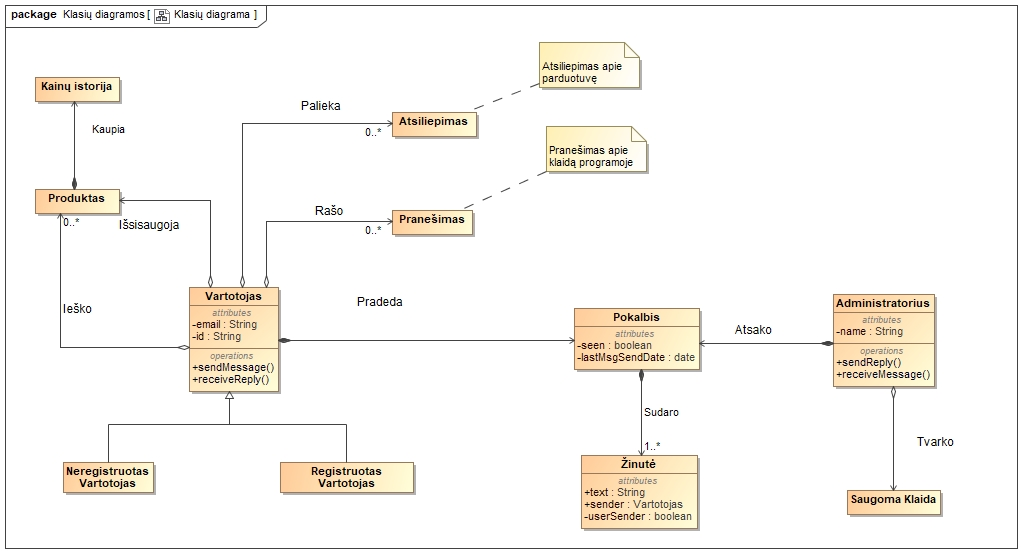 package Klasių diagramos [ Klasių diagrama ]
Atsiliepimas apie
parduotuvę
Kainų istorija
Palieka
Atsiliepimas
0..*
Kaupia
Pranešimas apie
klaidą programoje
Produktas
0..*
Išsisaugoja
Rašo
Pranešimas
0..*
Ieško
Vartotojas
attributes
-email : String
-id : String
operations
+sendMessage()
+receiveReply()
Pradeda
Pokalbis
attributes
-seen : boolean
-lastMsgSendDate : date
Atsako
Administratorius
attributes
-name : String
operations
+sendReply()
+receiveMessage()
Sudaro
1..*
Tvarko
Neregistruotas
Vartotojas
Registruotas
Vartotojas
Žinutė
attributes
+text : String
+sender : Vartotojas
-userSender : boolean
Saugoma Klaida